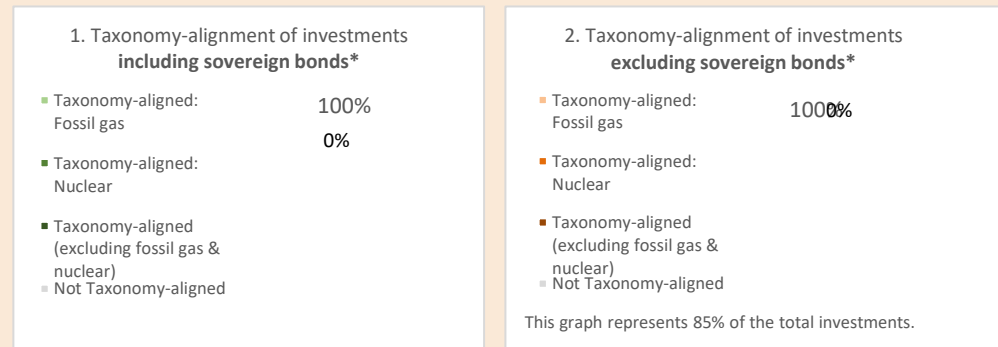 1. Taxonomy-alignment of investments
including sovereign bonds*
Taxonomy-aligned:
Fossil gas
100%
0%
Taxonomy-aligned:
Nuclear
Taxonomy-aligned
(excluding fossil gas &
nuclear)
Not Taxonomy-aligned
2. Taxonomy-alignment of investments
excluding sovereign bonds*
Taxonomy-aligned:
Fossil gas
100%
0%
Taxonomy-aligned:
Nuclear
Taxonomy-aligned
(excluding fossil gas &
nuclear)
Not Taxonomy-aligned
This graph represents 85% of the total investments.